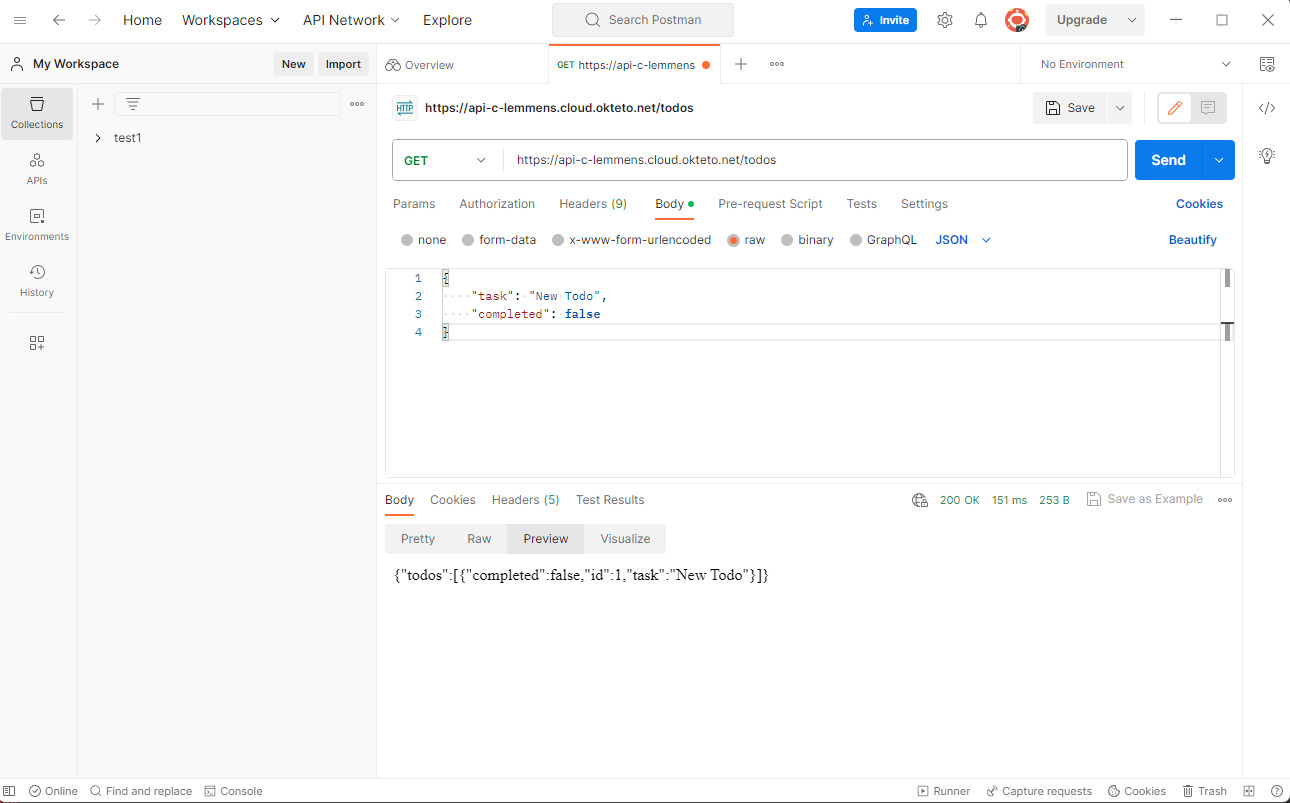 Home Workspaces API Network Explore Search Postman Invite Upgrade
My Workspace New Import Overview GET https://api-c-lemmens No Environment
Collections
APIs
Environments
History
test1
HTTP https://api-c-lemmens.cloud.okteto.net/todos Save
GET https://api-c-lemmens.cloud.okteto.net/todos Send
Params Authorization Headers (9) Body Pre-request Script Tests Settings Cookies
none form-data x-www-form-urlencoded raw binary GraphQL JSON Beautify
1 {
2 "task": "New Todo",
3 "completed": false
4 }
Body Cookies Headers (5) Test Results 200 OK 151 ms 253 B Save as Example
Pretty Raw Preview Visualize
{"todos":[{"completed":false,"id":1,"task":"New Todo"}]}
Online Find and replace Console Runner Capture requests Cookies Trash